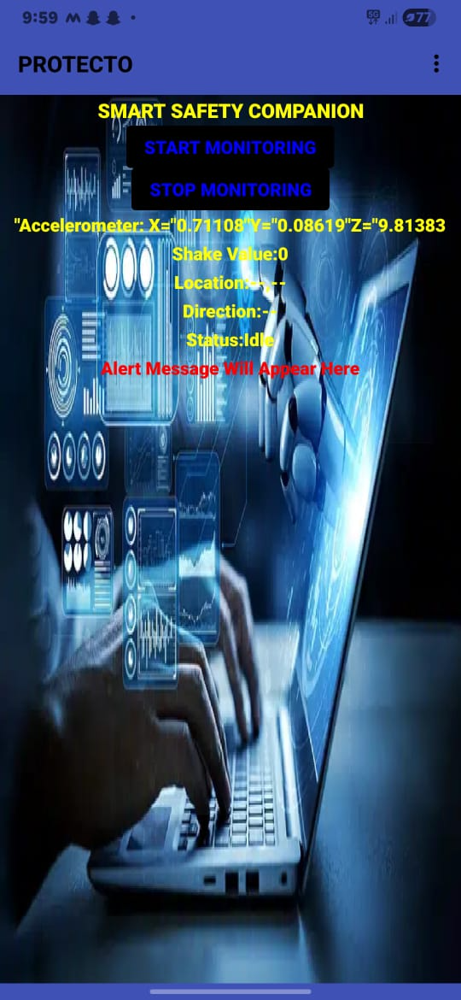 9:59
5G
77
PROTECTO
SMART SAFETY COMPANION
START MONITORING
STOP MONITORING
"Accelerometer: X="0.71108"Y="0.08619"Z="9.81383
Shake Value:0
Location:--,--
Direction:--
Status:Idle
Alert Message Will Appear Here